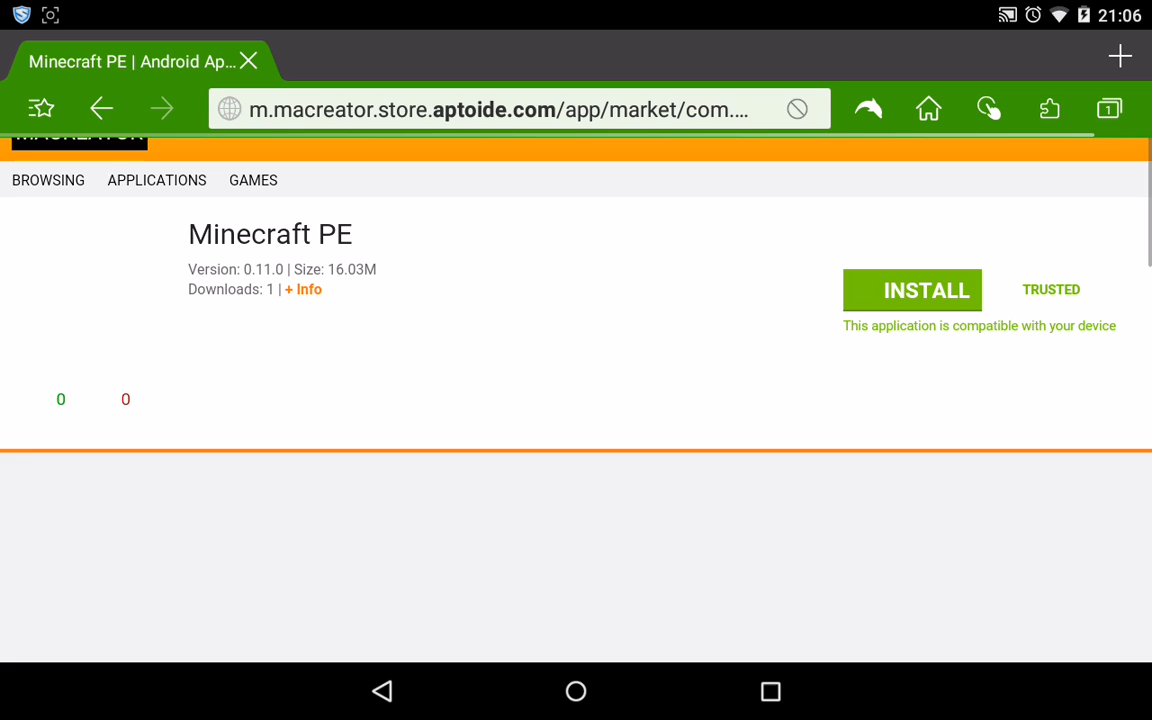 21:06
Minecraft PE | Android Ap...
m.macreator.store.aptoide.com/app/market/com....
1
MACREATOR
BROWSING APPLICATIONS GAMES
Minecraft PE
Version: 0.11.0 | Size: 16.03M
Downloads: 1 | + Info
INSTALL
TRUSTED
This application is compatible with your device
0 0